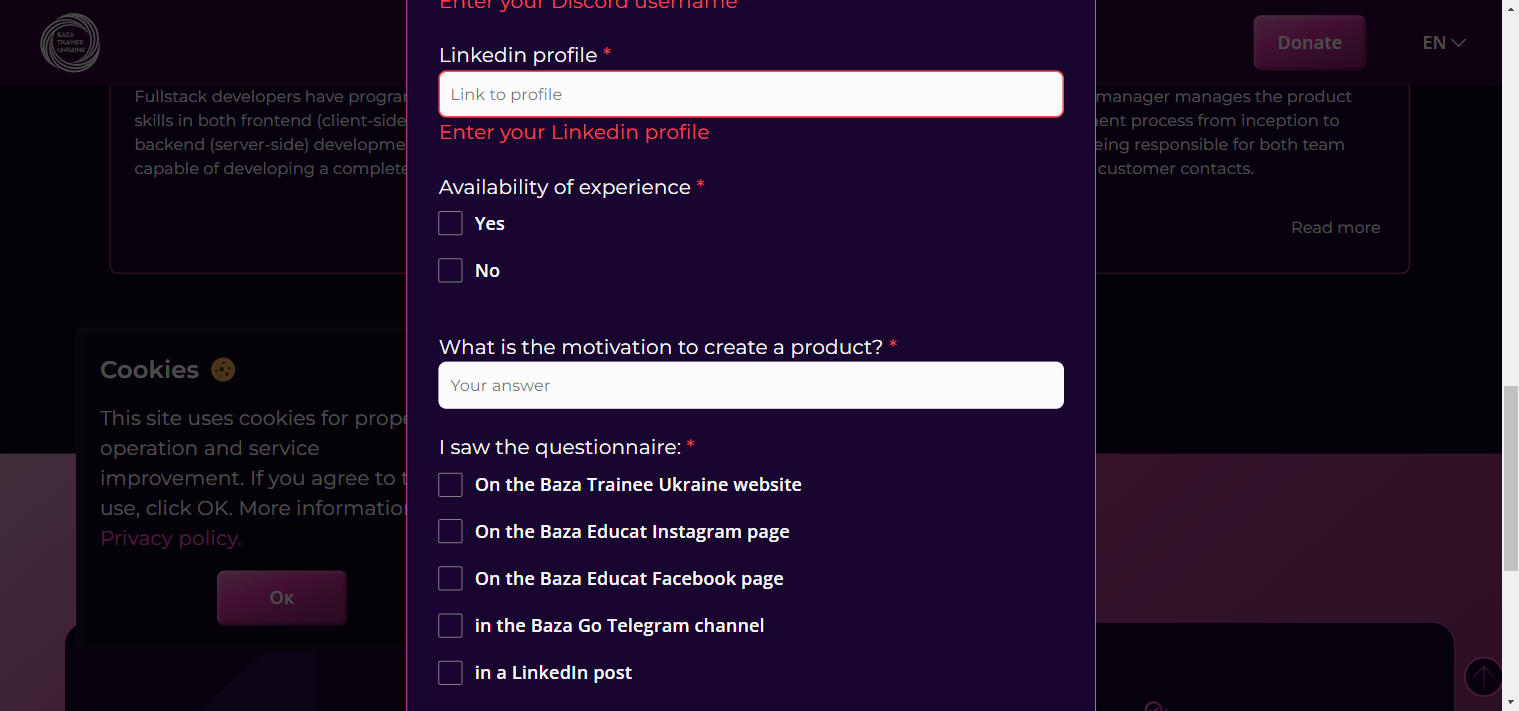 Enter your Discord username
BAZA
TRAINEE
UKRAINE
Donate
EN
Linkedin profile *
Link to profile
Enter your Linkedin profile
Fullstack developers have progra
skills in both frontend (client-side
backend (server-side) developme
capable of developing a complete
manager manages the product
ent process from inception to
eing responsible for both team
customer contacts.
Read more
Availability of experience *
Yes
No
What is the motivation to create a product? *
Your answer
I saw the questionnaire: *
On the Baza Trainee Ukraine website
On the Baza Educat Instagram page
On the Baza Educat Facebook page
in the Baza Go Telegram channel
in a LinkedIn post
Cookies
This site uses cookies for prope
operation and service
improvement. If you agree to t
use, click OK. More information
Privacy policy.
Ok